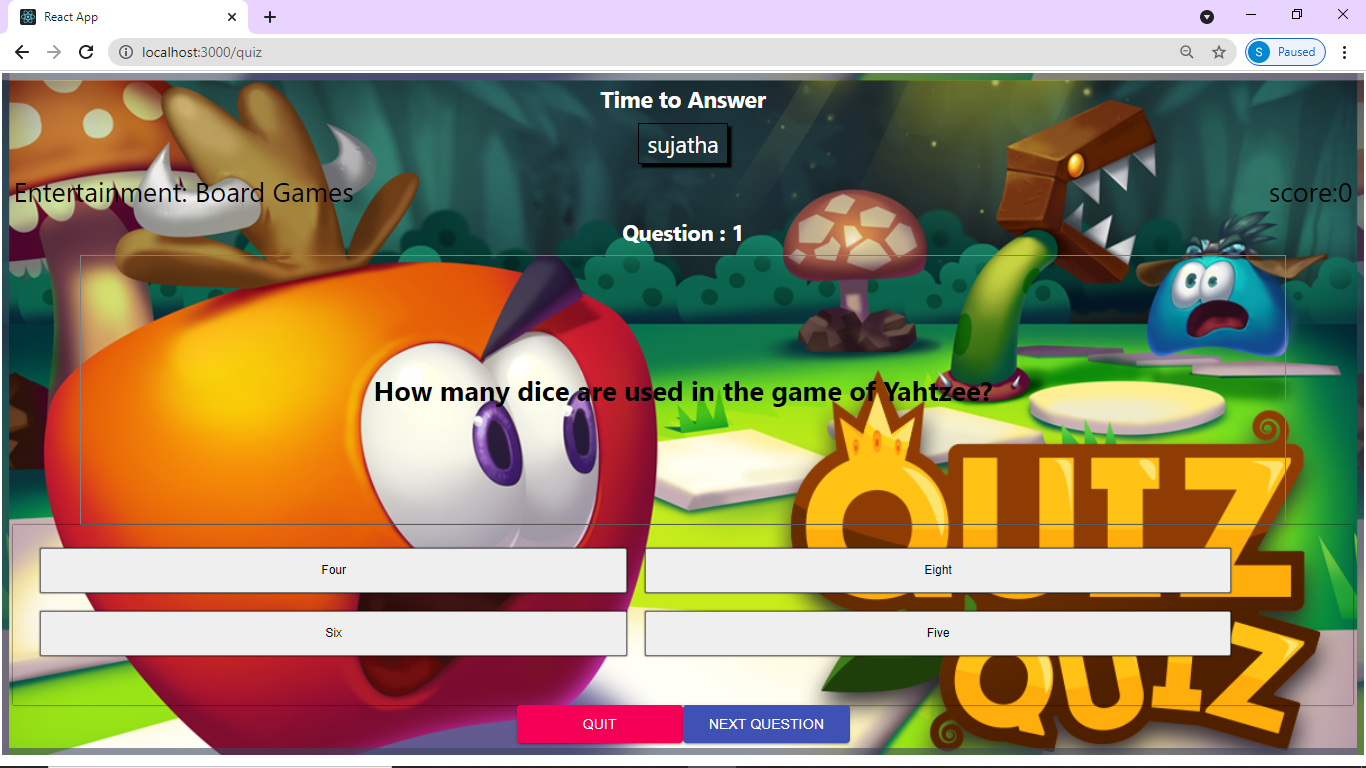 React App
localhost:3000/quiz
S Paused
Time to Answer
sujatha
Entertainment: Board Games
score:0
Question : 1
How many dice are used in the game of Yahtzee?
QUIZ
QUIZ
Four
Eight
Six
Five
QUIT
NEXT QUESTION